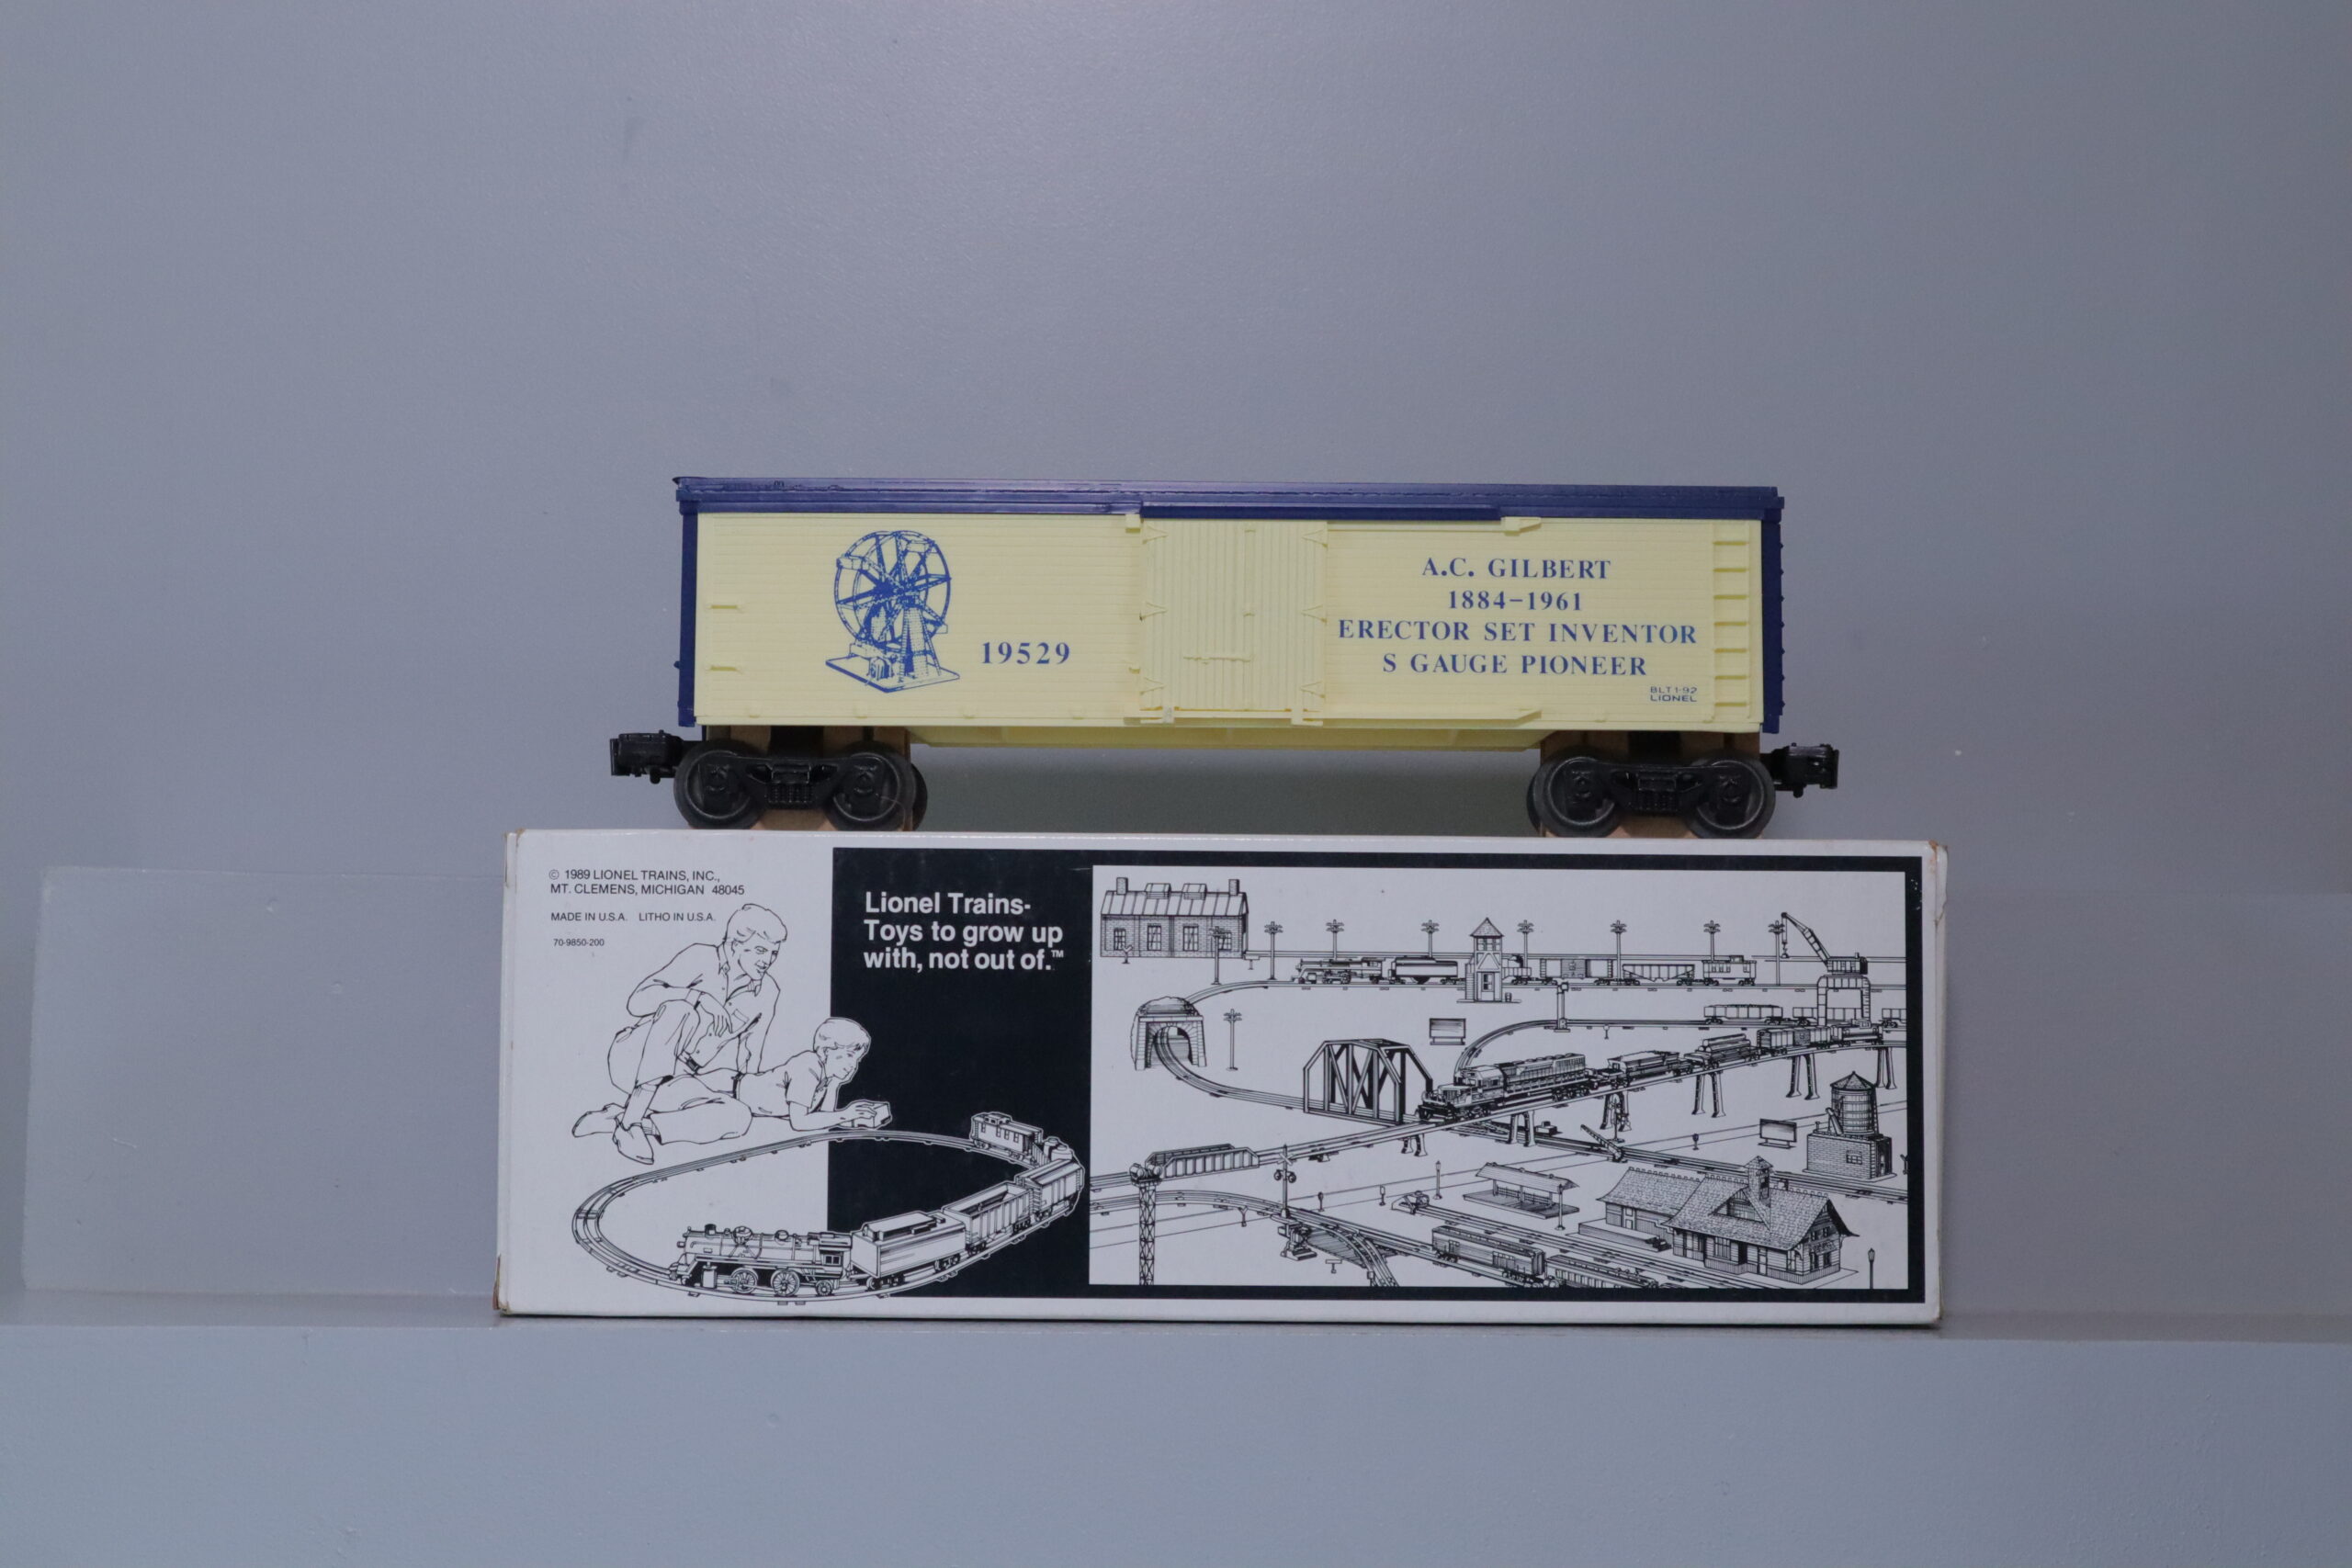 19529
A.C. GILBERT
1884-1961
ERECTOR SET INVENTOR
S GAUGE PIONEER
BLT 1-92
LIONEL
© 1989 LIONEL TRAINS, INC.,
MT. CLEMENS, MICHIGAN 48045
MADE IN U.S.A. LITHO IN U.S.A.
70-9850-200
Lionel Trains-
Toys to grow up
with, not out of.™